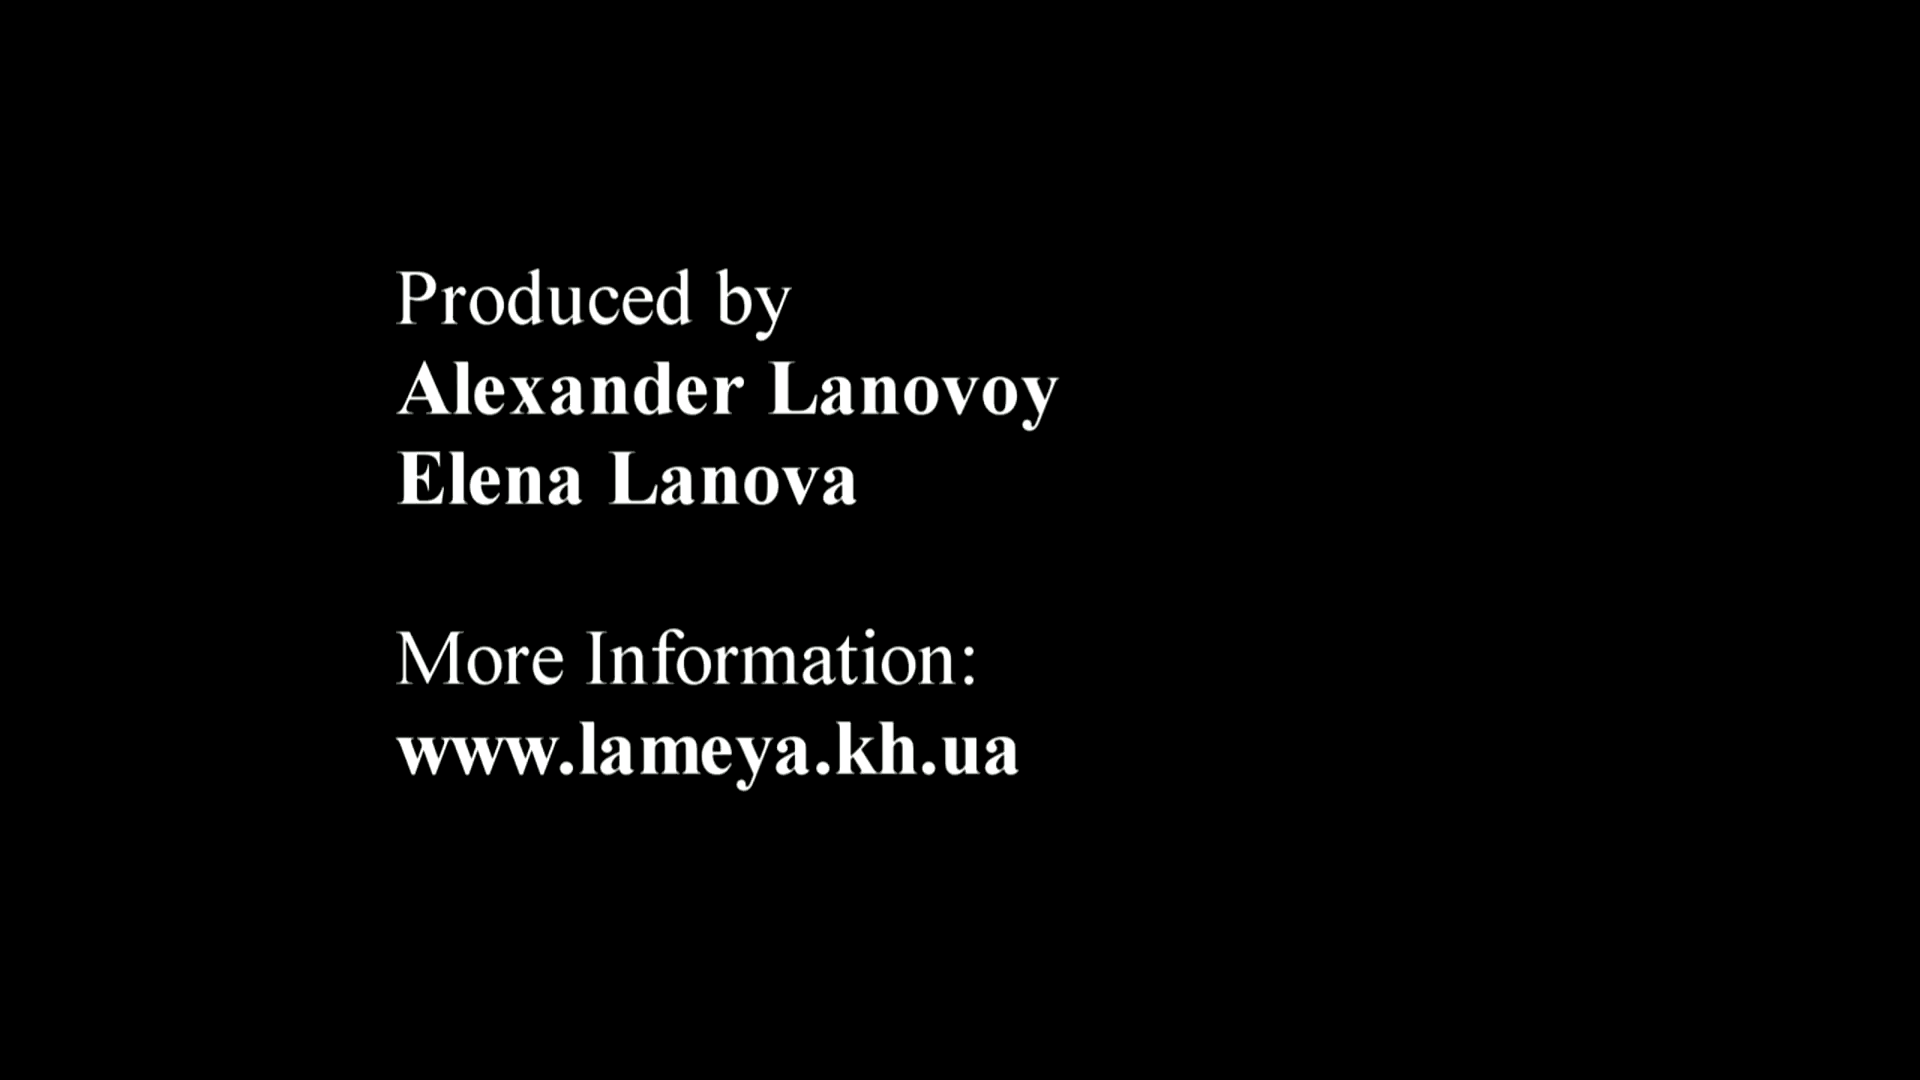 Produced by
Alexander Lanovoy
Elena Lanova
More Information:
www.lameya.kh.ua